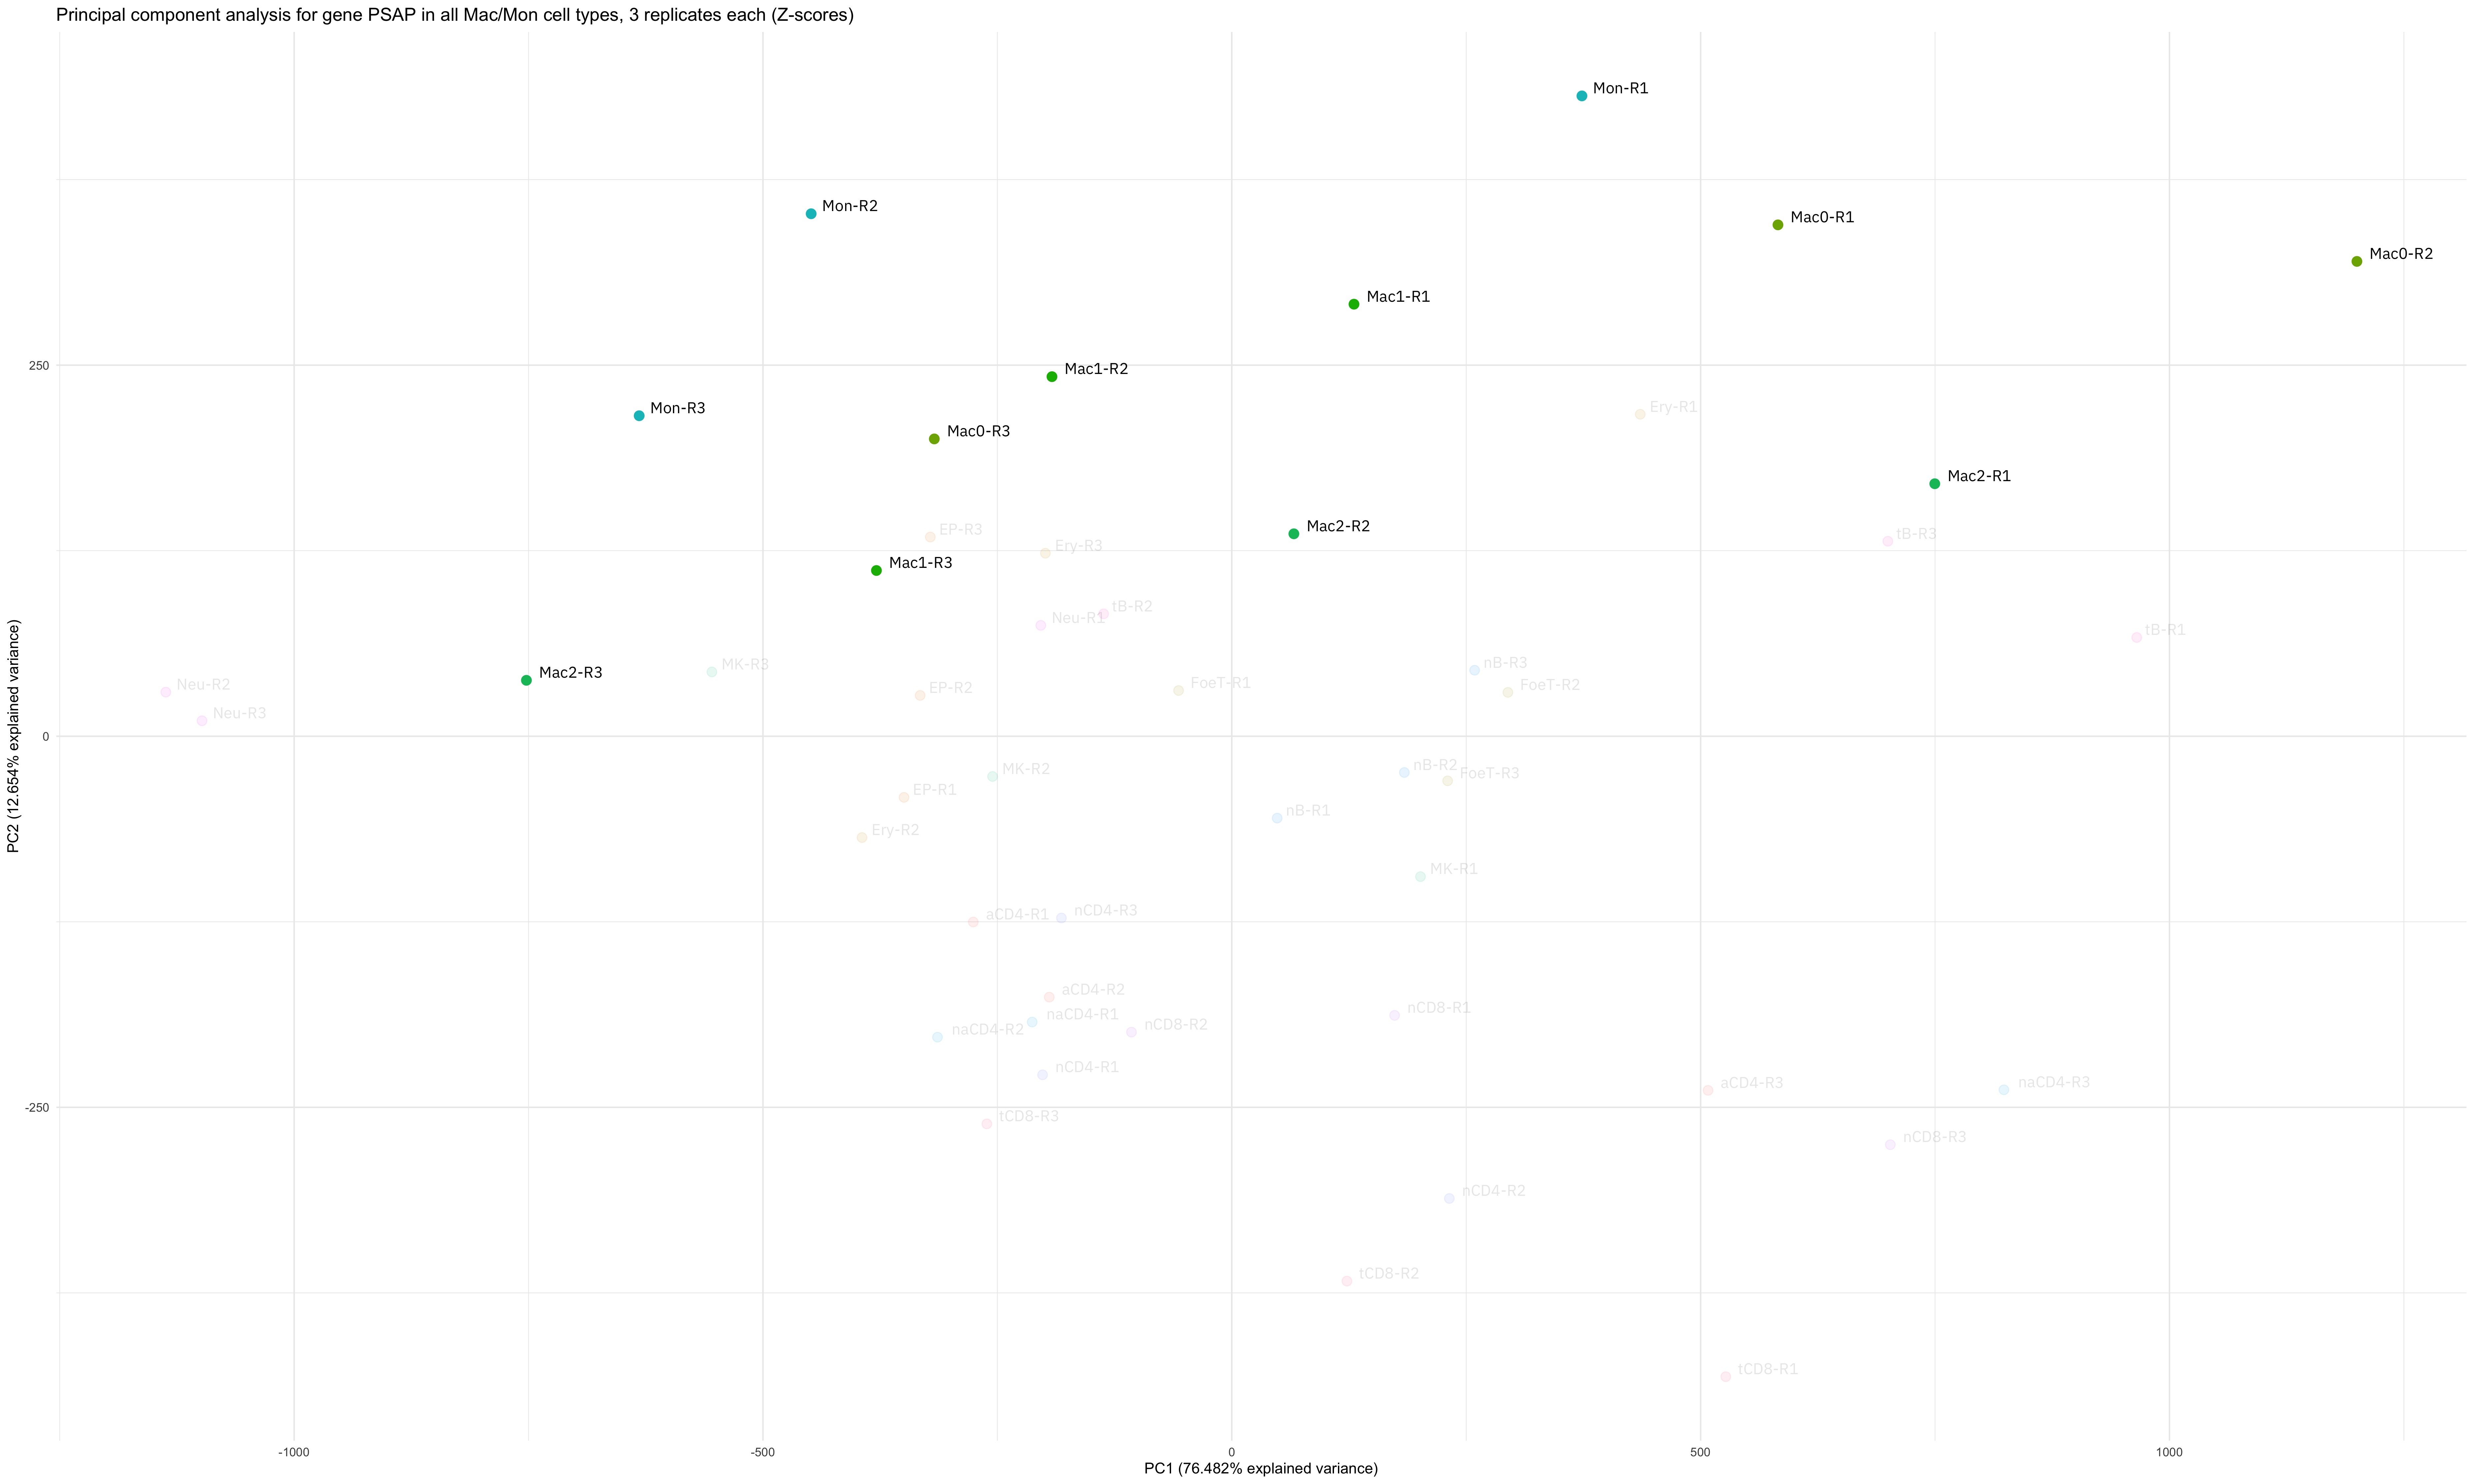 Principal component analysis for gene PSAP in all Mac/Mon cell types, 3 replicates each (Z-scores)
Mon-R1
Mon-R2
Mac0-R1
Mac0-R2
Mac1-R1
250
Mac1-R2
Mon-R3
Ery-R1
Mac0-R3
Mac2-R1
Mac2-R2
EP-R3
tB-R3
Ery-R3
Mac1-R3
tB-R2
Neu-R1
tB-R1
MK-R3
nB-R3
Mac2-R3
FoeT-R1
Neu-R2
FoeT-R2
EP-R2
Neu-R3
0
nB-R2
MK-R2
FoeT-R3
EP-R1
nB-R1
Ery-R2
MK-R1
nCD4-R3
aCD4-R1
aCD4-R2
nCD8-R1
naCD4-R1
nCD8-R2
naCD4-R2
nCD4-R1
naCD4-R3
aCD4-R3
-250
tCD8-R3
nCD8-R3
nCD4-R2
tCD8-R2
tCD8-R1
PC2 (12.654% explained variance)
-1000
-500
0
500
1000
PC1 (76.482% explained variance)